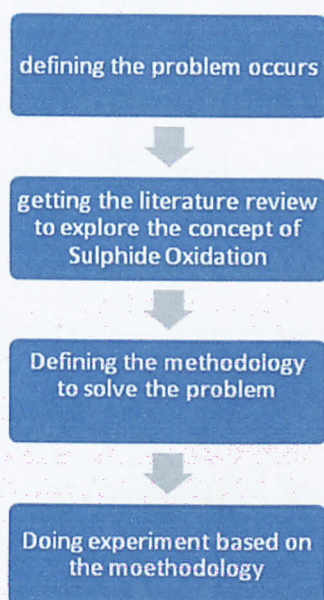 defining the problem occurs
getting the literature review
to explore the concept of
Sulphide Oxidation
Defining the methodology
to solve the problem
Doing experiment based on
the moethodology